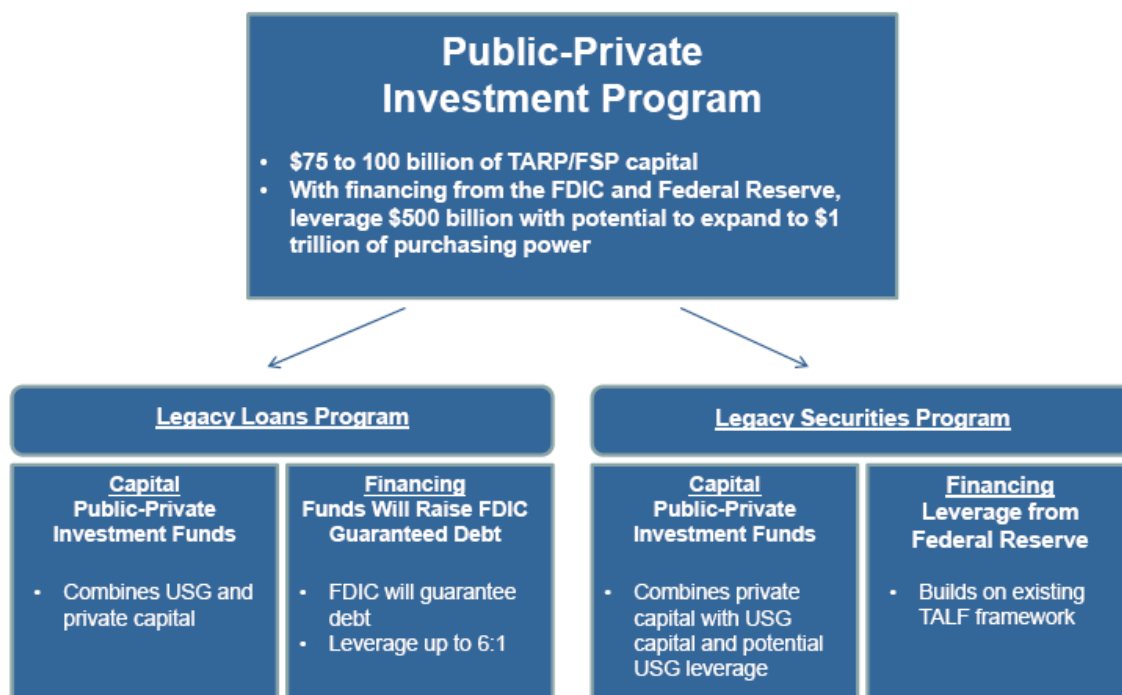 Public-Private
Investment Program
• $75 to 100 billion of TARP/FSP capital
• With financing from the FDIC and Federal Reserve,
leverage $500 billion with potential to expand to $1
trillion of purchasing power
Legacy Loans Program
Capital
Public-Private
Investment Funds
• Combines USG and
private capital
Financing
Funds Will Raise FDIC
Guaranteed Debt
• FDIC will guarantee
debt
• Leverage up to 6:1
Legacy Securities Program
Capital
Public-Private
Investment Funds
• Combines private
capital with USG
capital and potential
USG leverage
Financing
Leverage from
Federal Reserve
• Builds on existing
TALF framework